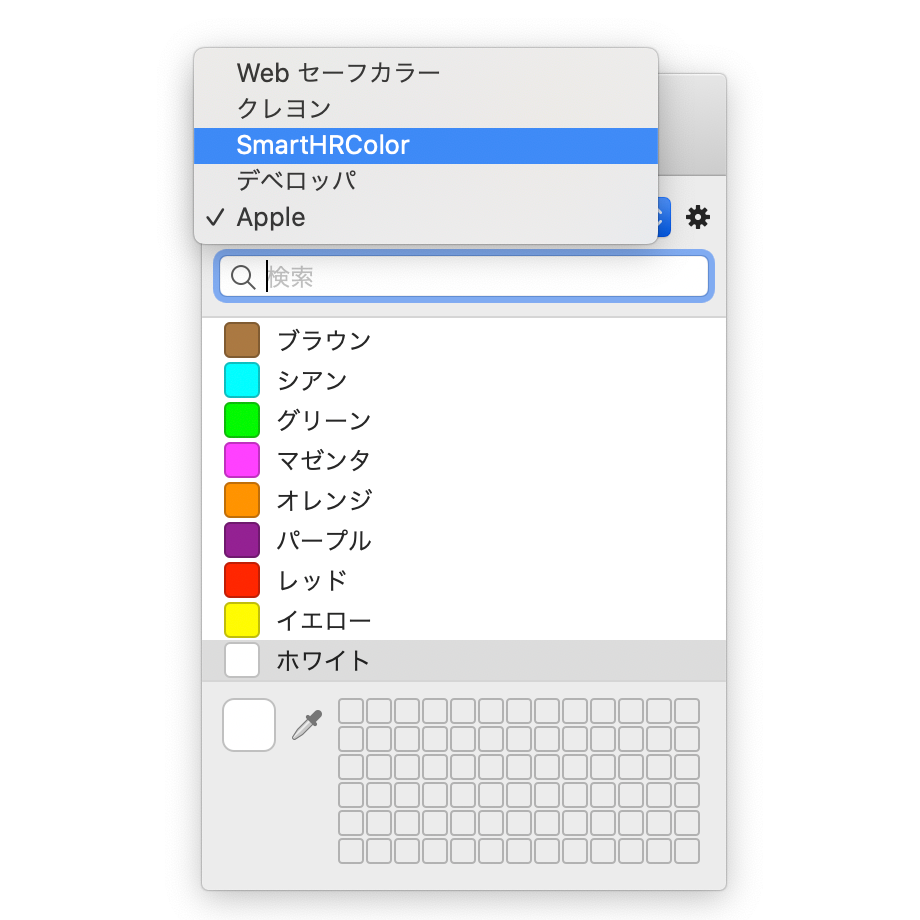 Web セーフカラー
クレヨン
SmartHRColor
デベロッパ
Apple
検索
ブラウン
シアン
グリーン
マゼンタ
オレンジ
パープル
レッド
イエロー
ホワイト